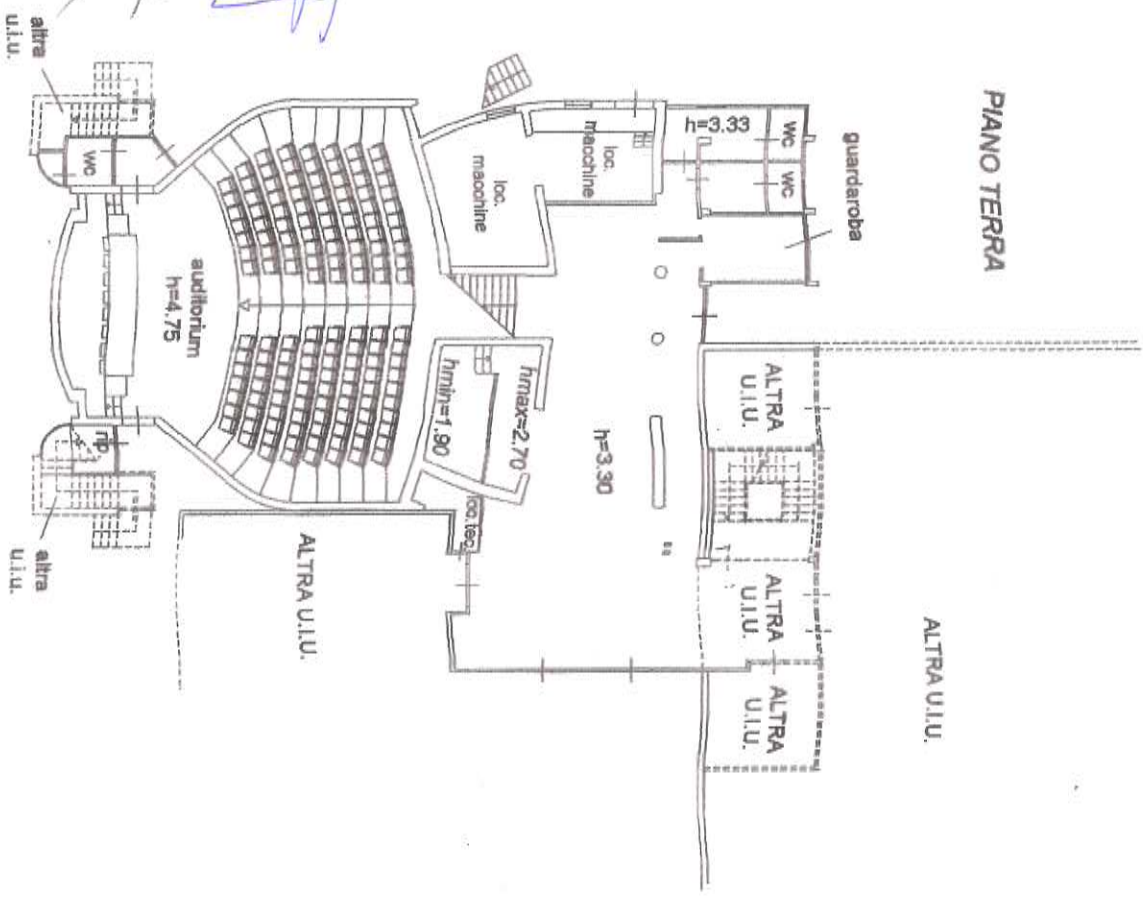 PIANO TERRA
ALTRA U.I.U.
guardaroba
wc
wc
h=3.33
loc.
macchine
loc.
macchine
ALTRA
U.I.U.
ALTRA
U.I.U.
ALTRA
U.I.U.
h=3.30
hmax=2.70
hmin=1.90
loc.tec.
ALTRA U.I.U.
auditorium
h=4.75
wc
rip
altra
u.i.u.
altra
u.i.u.